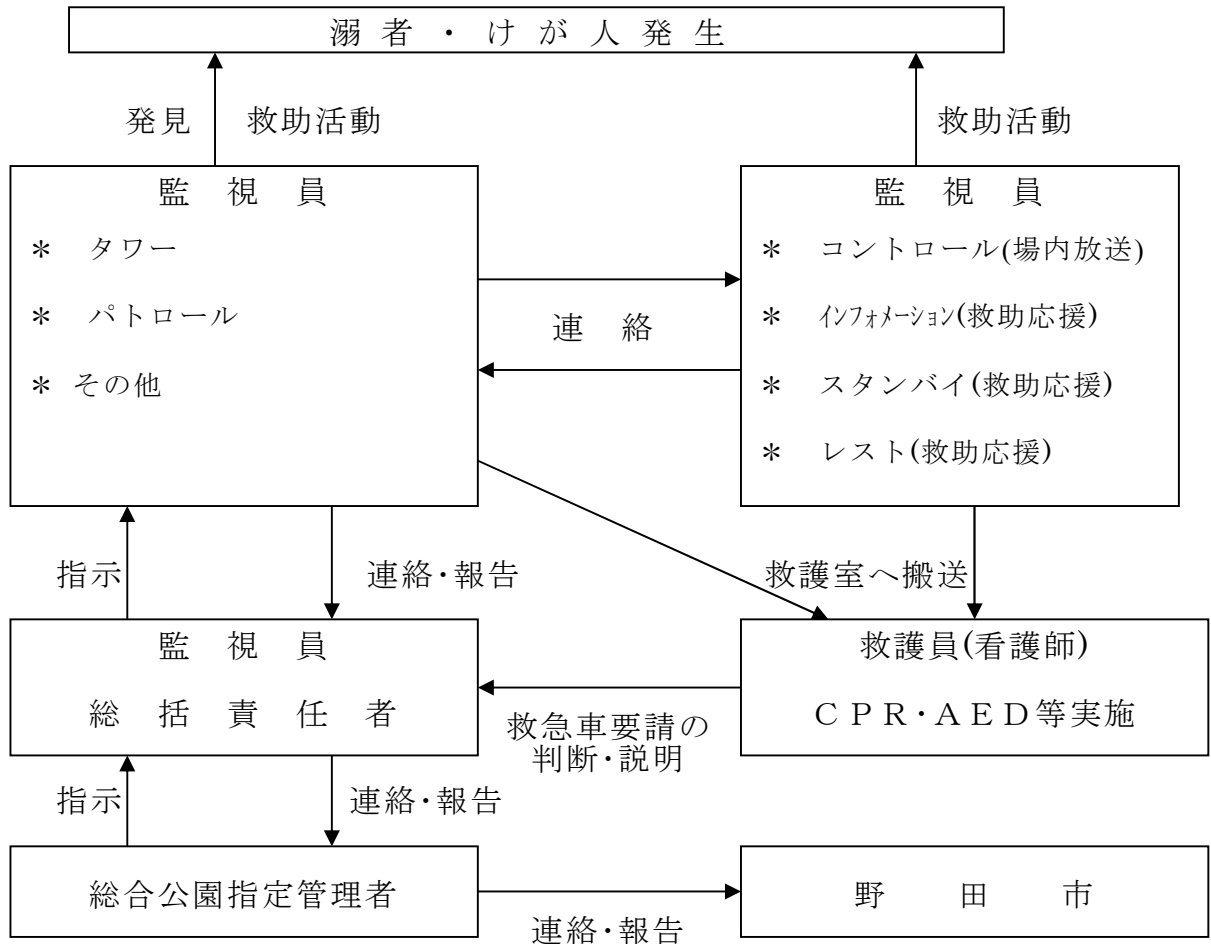 溺者・けが人発生
発見 救助活動
救助活動
監視員
＊ タワー
＊ パトロール
＊ その他
連絡
監視員
＊ コントロール(場内放送)
＊ ｲﾝﾌｫﾒｰｼｮﾝ(救助応援)
＊ スタンバイ(救助応援)
＊ レスト(救助応援)
指示
連絡・報告
救護室へ搬送
監視員
総括責任者
救急車要請の
判断・説明
救護員(看護師)
ＣＰＲ・ＡＥＤ等実施
指示
連絡・報告
総合公園指定管理者
連絡・報告
野田市